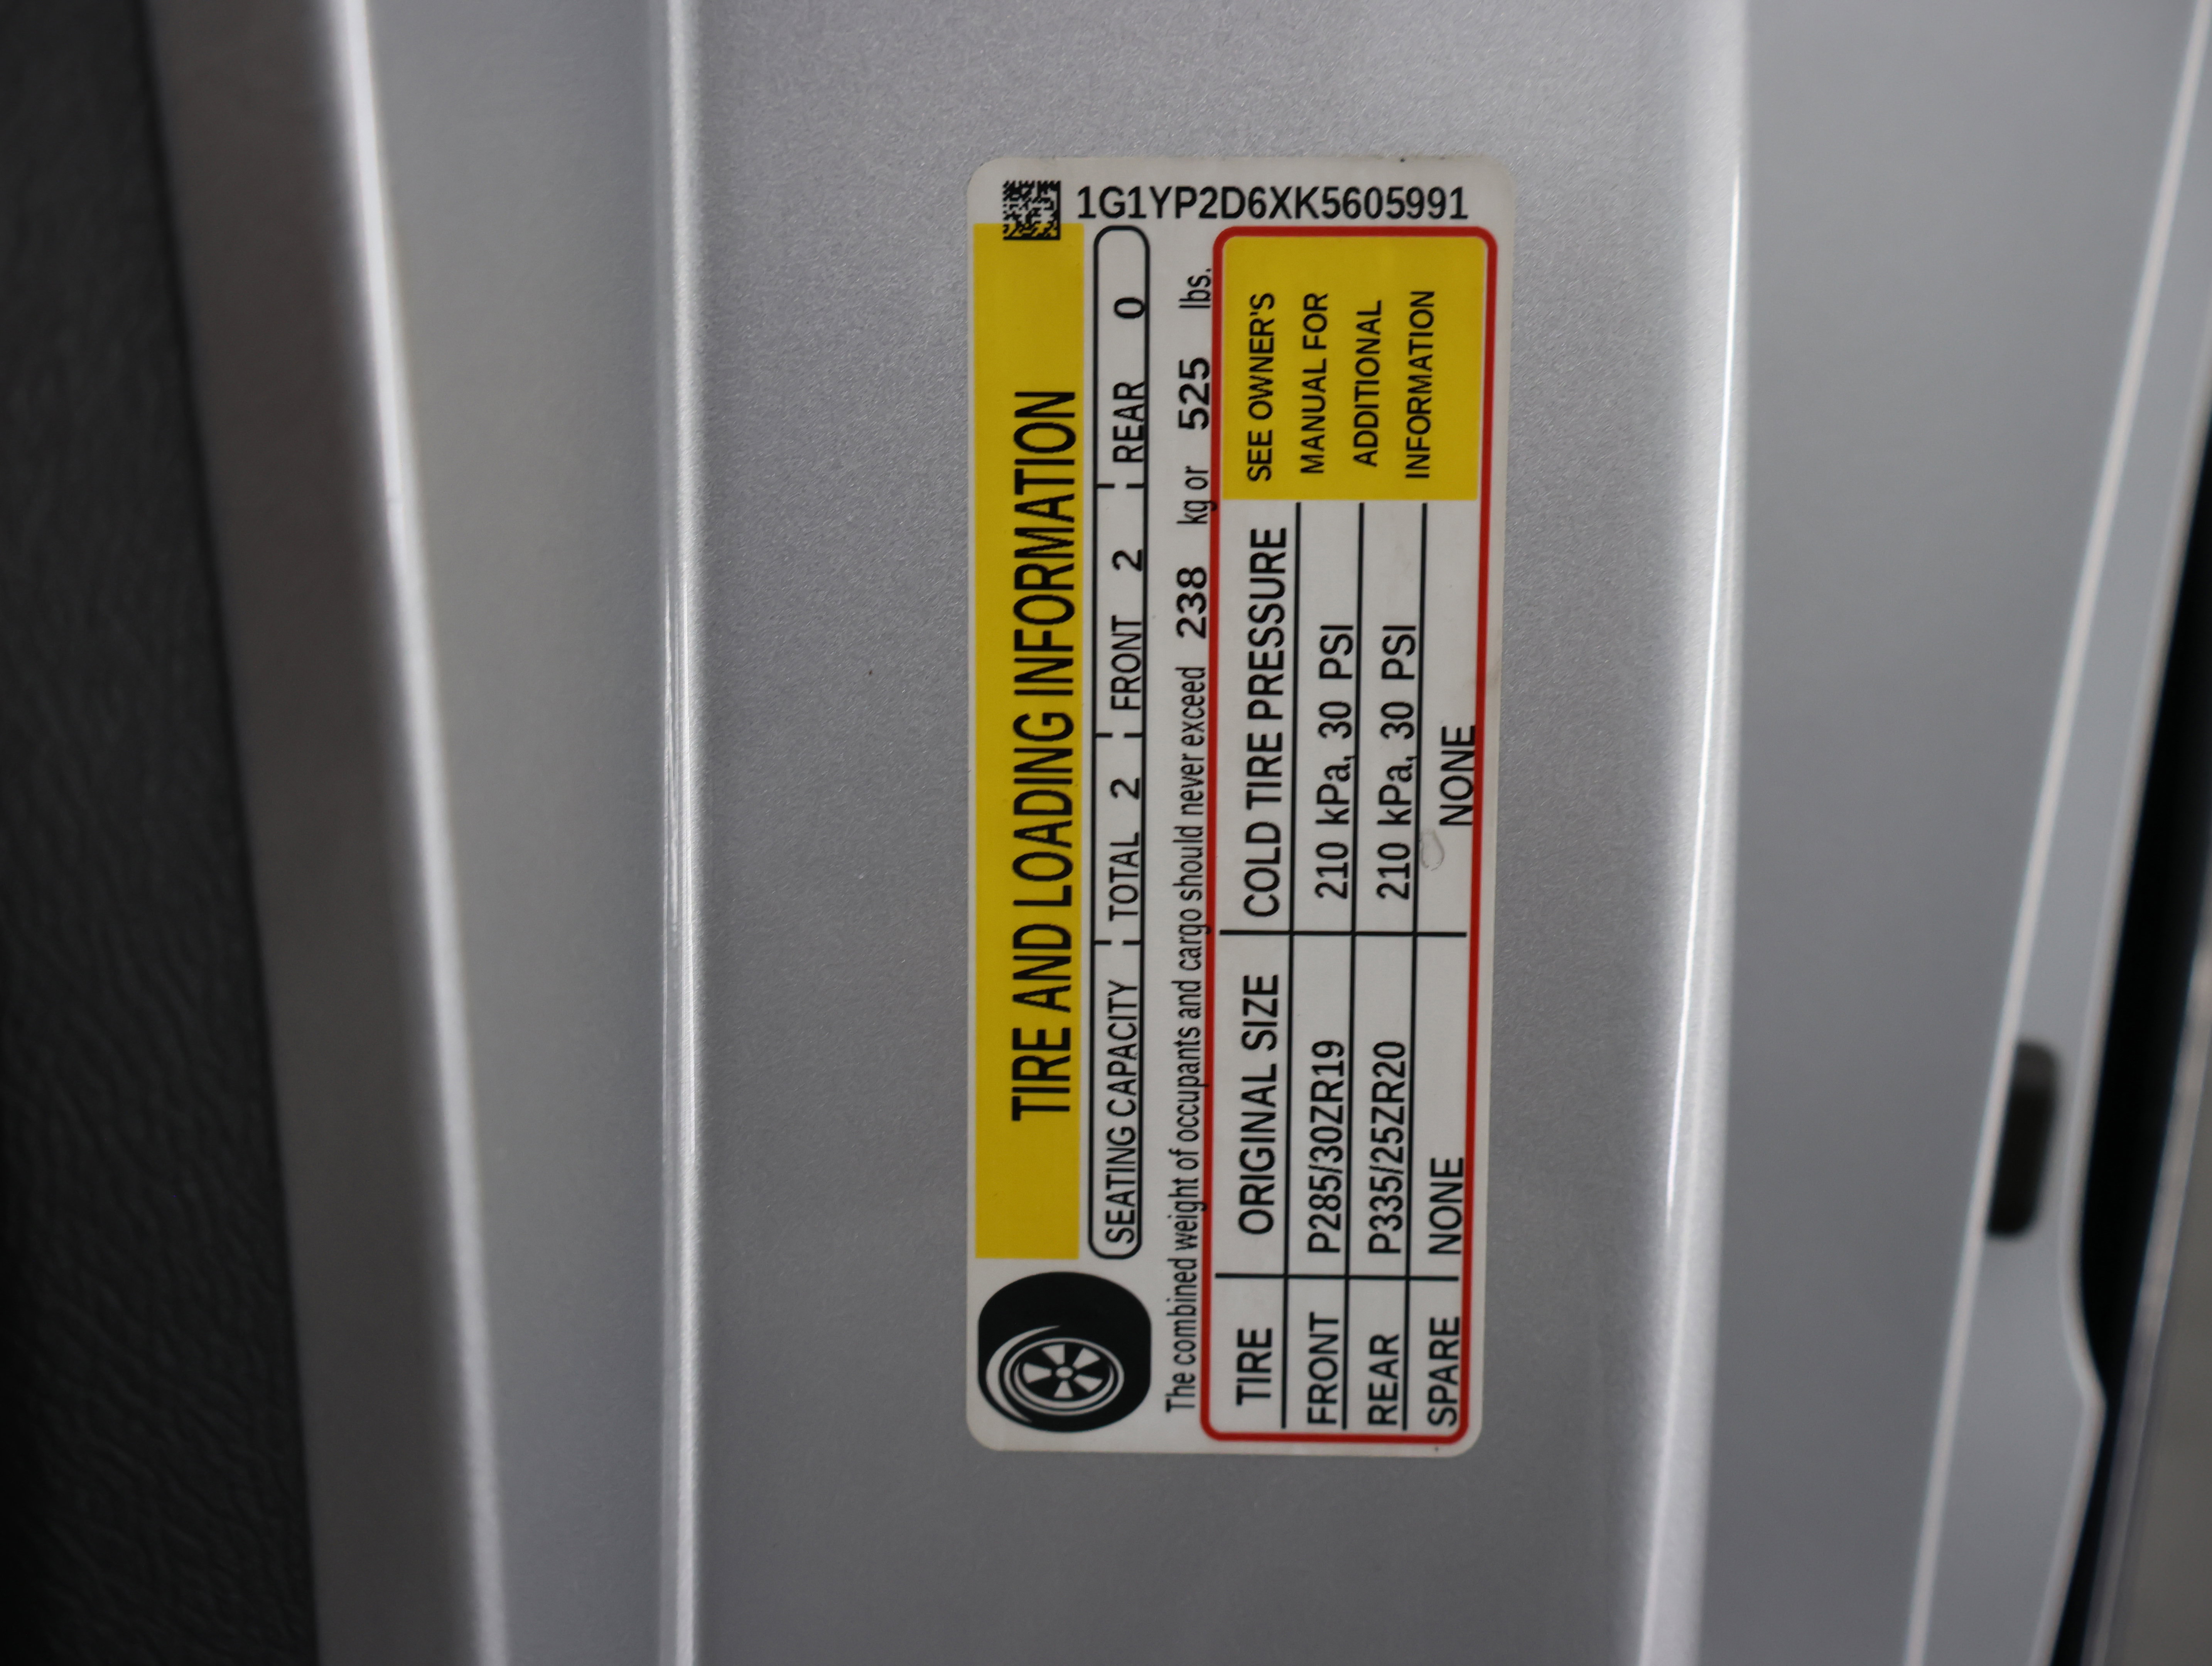 1G1YP2D6XK5605991
TIRE AND LOADING INFORMATION
SEATING CAPACITY TOTAL 2 FRONT 2 REAR 0
The combined weight of occupants and cargo should never exceed 238 kg or 525 lbs.
TIRE ORIGINAL SIZE COLD TIRE PRESSURE
FRONT P285/30ZR19 210 kPa, 30 PSI
REAR P335/25ZR20 210 kPa, 30 PSI
SPARE NONE NONE
SEE OWNER'S
MANUAL FOR
ADDITIONAL
INFORMATION